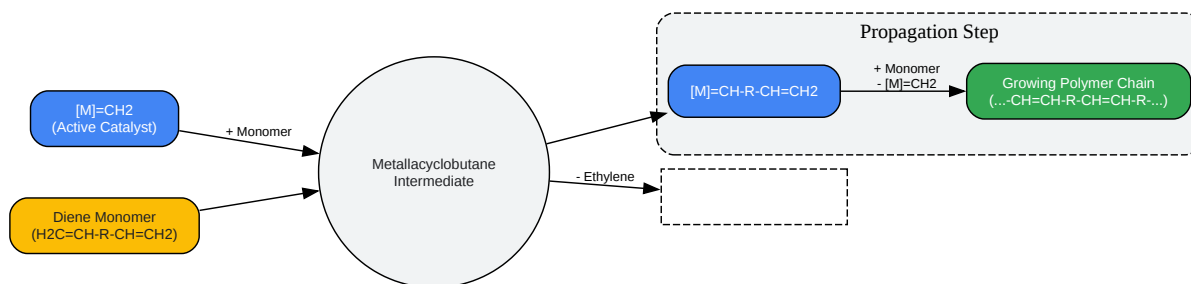 Propagation Step
[M]=CH2
(Active Catalyst)
+ Monomer
Diene Monomer
(H2C=CH-R-CH=CH2)
Metallacyclobutane
Intermediate
- Ethylene
[M]=CH-R-CH=CH2
+ Monomer
- [M]=CH2
Growing Polymer Chain
(...-CH=CH-R-CH=CH-R-...)